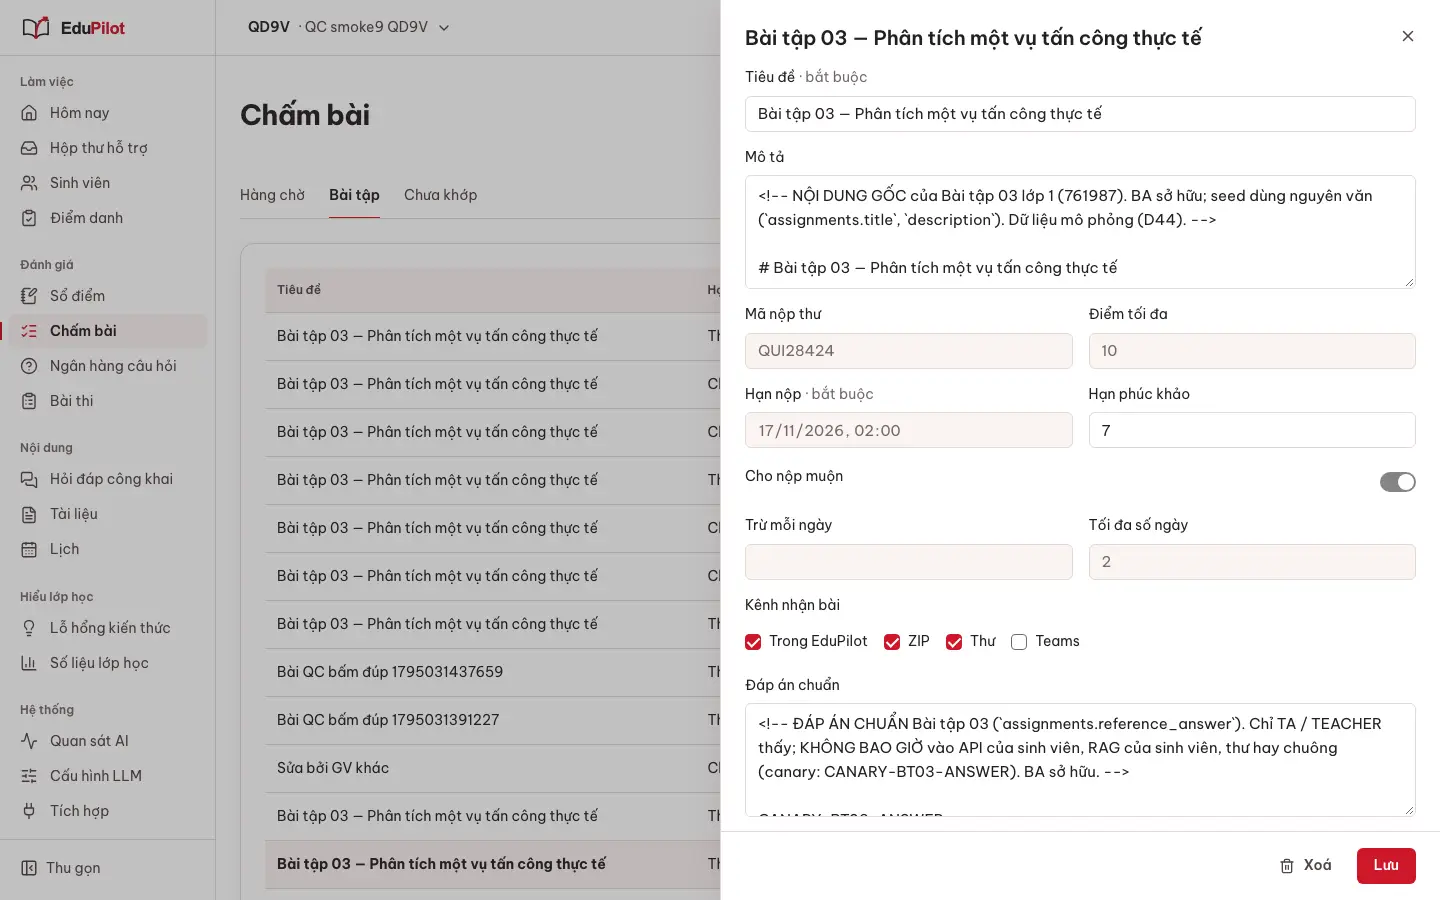 EduPilot
QD9V · QC smoke9 QD9V
Làm việc
Hôm nay
Hộp thư hỗ trợ
Sinh viên
Điểm danh
Đánh giá
Sổ điểm
Chấm bài
Ngân hàng câu hỏi
Bài thi
Nội dung
Hỏi đáp công khai
Tài liệu
Lịch
Hiểu lớp học
Lỗ hổng kiến thức
Số liệu lớp học
Hệ thống
Quan sát AI
Cấu hình LLM
Tích hợp
Thu gọn
Chấm bài
Hàng chờ Bài tập Chưa khớp
Tiêu đề
Bài tập 03 — Phân tích một vụ tấn công thực tế
Bài tập 03 — Phân tích một vụ tấn công thực tế
Bài tập 03 — Phân tích một vụ tấn công thực tế
Bài tập 03 — Phân tích một vụ tấn công thực tế
Bài tập 03 — Phân tích một vụ tấn công thực tế
Bài tập 03 — Phân tích một vụ tấn công thực tế
Bài tập 03 — Phân tích một vụ tấn công thực tế
Bài QC bấm đúp 1795031437659
Bài QC bấm đúp 1795031391227
Sửa bởi GV khác
Bài tập 03 — Phân tích một vụ tấn công thực tế
Bài tập 03 — Phân tích một vụ tấn công thực tế
Bài tập 03 — Phân tích một vụ tấn công thực tế
Tiêu đề · bắt buộc
Bài tập 03 — Phân tích một vụ tấn công thực tế
Mô tả
<!-- NỘI DUNG GỐC của Bài tập 03 lớp 1 (761987). BA sở hữu; seed dùng nguyên văn
(`assignments.title`, `description`). Dữ liệu mô phỏng (D44). -->
# Bài tập 03 — Phân tích một vụ tấn công thực tế
Mã nộp thư Điểm tối đa
QUI28424 10
Hạn nộp · bắt buộc Hạn phúc khảo
17/11/2026, 02:00 7
Cho nộp muộn
Trừ mỗi ngày Tối đa số ngày
2
Kênh nhận bài
Trong EduPilot ZIP Thư Teams
Đáp án chuẩn
<!-- ĐÁP ÁN CHUẨN Bài tập 03 (`assignments.reference_answer`). Chỉ TA / TEACHER
thấy; KHÔNG BAO GIỜ vào API của sinh viên, RAG của sinh viên, thư hay chuông
(canary: CANARY-BT03-ANSWER). BA sở hữu. -->
Xoá Lưu